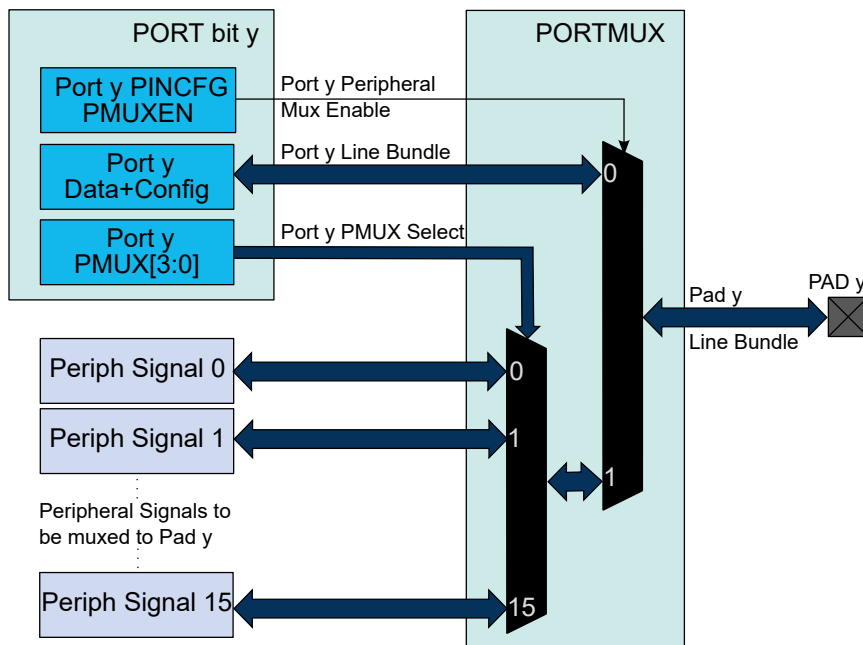 PORT bit y
PORTMUX
Port y PINCFG
PMUXEN
Port y Peripheral
Mux Enable
Port y
Data+Config
Port y Line Bundle
0
Port y
PMUX[3:0]
Port y PMUX Select
Pad y
Line Bundle
PAD y
Periph Signal 0
0
Periph Signal 1
1
1
Peripheral Signals to
be muxed to Pad y
Periph Signal 15
15